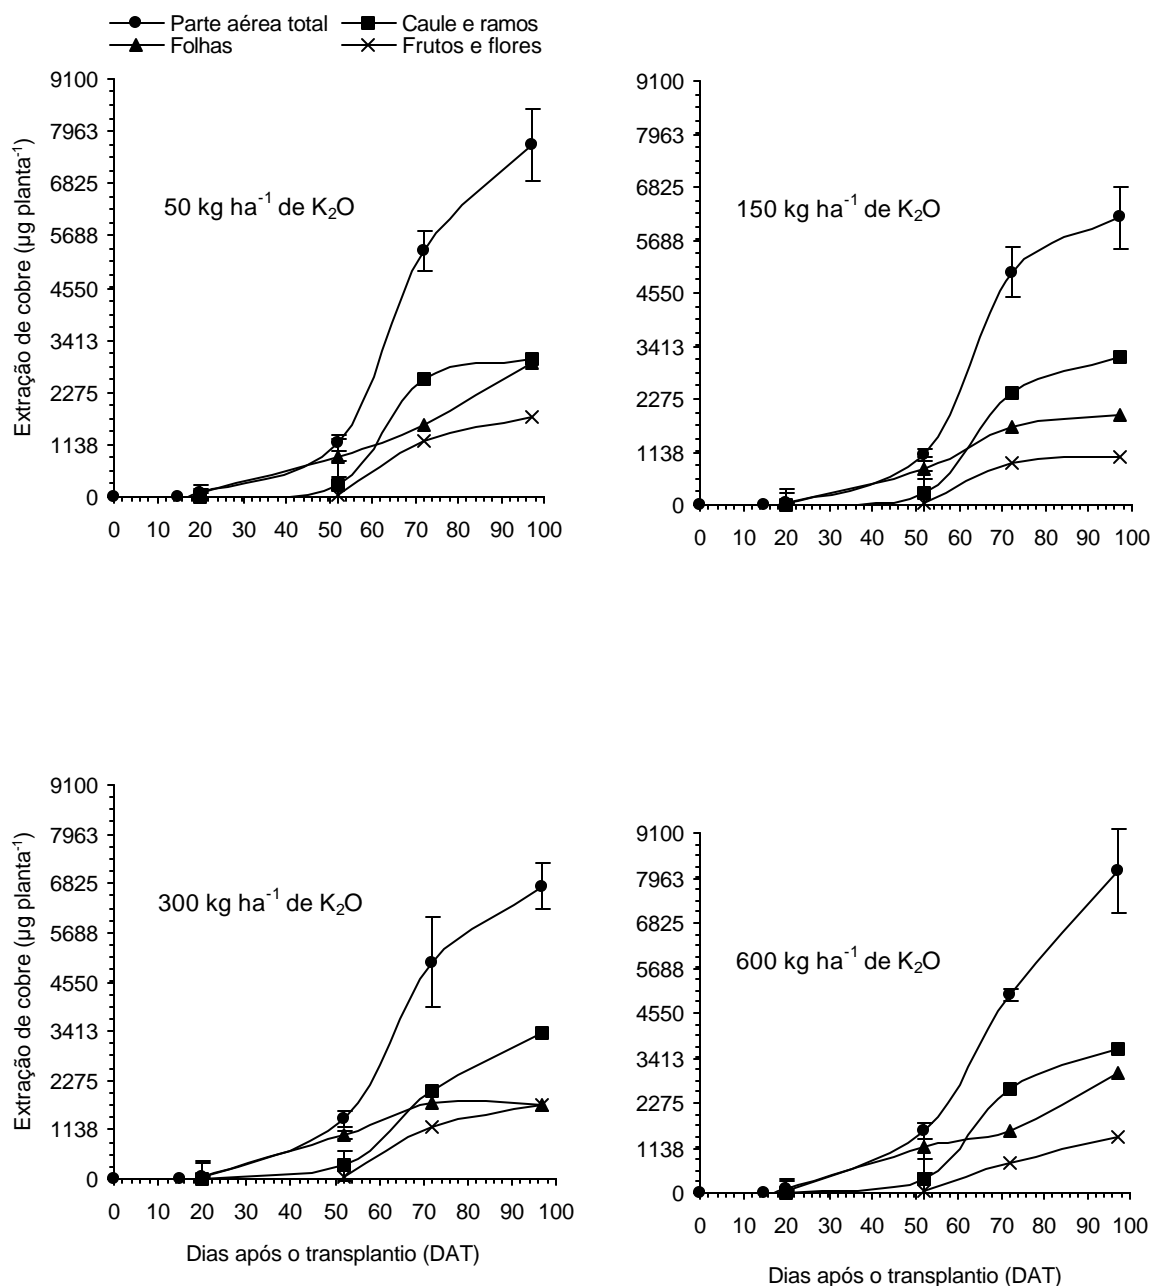 Parte aérea total Caule e ramos
Folhas Frutos e flores
9100
7963
6825
5688
4550
3413
2275
1138
0
Extração de cobre (µg planta-1)
50 kg ha-1 de K2O
0 10 20 30 40 50 60 70 80 90 100
9100
7963
6825
5688
4550
3413
2275
1138
0
150 kg ha-1 de K2O
0 10 20 30 40 50 60 70 80 90 100
9100
7963
6825
5688
4550
3413
2275
1138
0
Extração de cobre (µg planta-1)
300 kg ha-1 de K2O
0 10 20 30 40 50 60 70 80 90 100
Dias após o transplantio (DAT)
9100
7963
6825
5688
4550
3413
2275
1138
0
600 kg ha-1 de K2O
0 10 20 30 40 50 60 70 80 90 100
Dias após o transplantio (DAT)